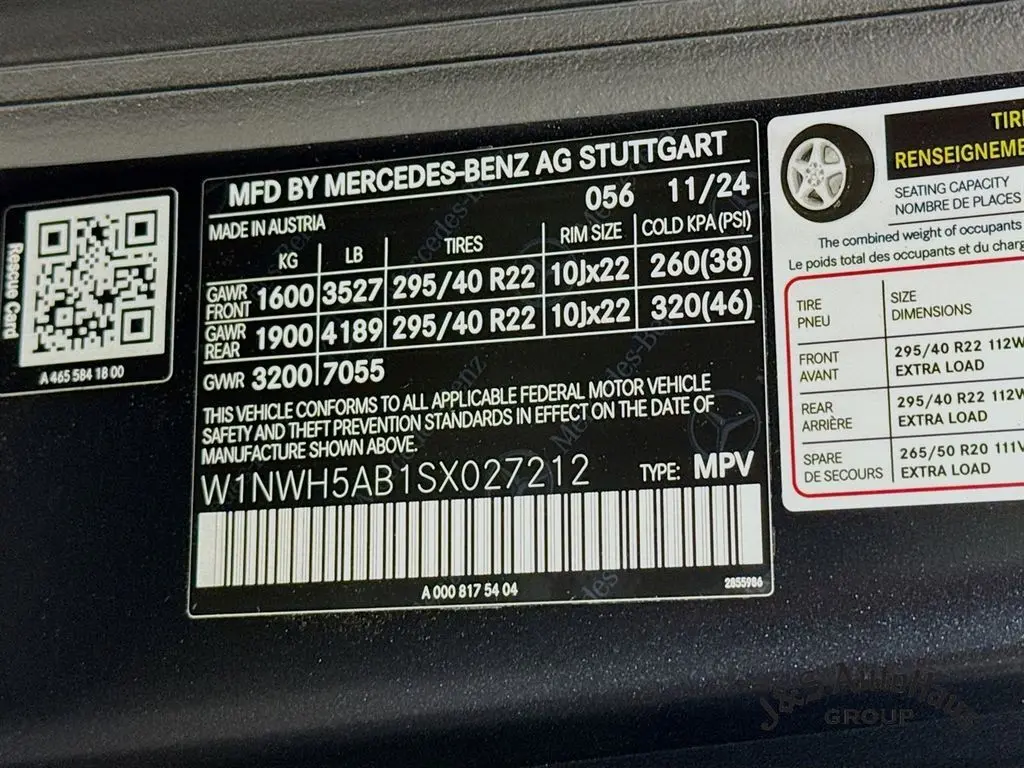 Rescue Card
A 465 584 18 00
MFD BY MERCEDES-BENZ AG STUTTGART
MADE IN AUSTRIA
056 11/24
KG LB TIRES RIM SIZE COLD KPA (PSI)
GAWR FRONT 1600 3527 295/40 R22 10Jx22 260(38)
GAWR REAR 1900 4189 295/40 R22 10Jx22 320(46)
GVWR 3200 7055
THIS VEHICLE CONFORMS TO ALL APPLICABLE FEDERAL MOTOR VEHICLE
SAFETY AND THEFT PREVENTION STANDARDS IN EFFECT ON THE DATE OF
MANUFACTURE SHOWN ABOVE.
W1NWH5AB1SX027212 TYPE: MPV
A 000 817 54 04
2855986
TIR
RENSEIGNEME
SEATING CAPACITY
NOMBRE DE PLACES
The combined weight of occupants
Le poids total des occupants et du charg
TIRE SIZE
PNEU DIMENSIONS
FRONT 295/40 R22 112W
AVANT EXTRA LOAD
REAR 295/40 R22 112W
ARRIÈRE EXTRA LOAD
SPARE 265/50 R20 111V
DE SECOURS EXTRA LOAD
J&S AutoHaus
GROUP